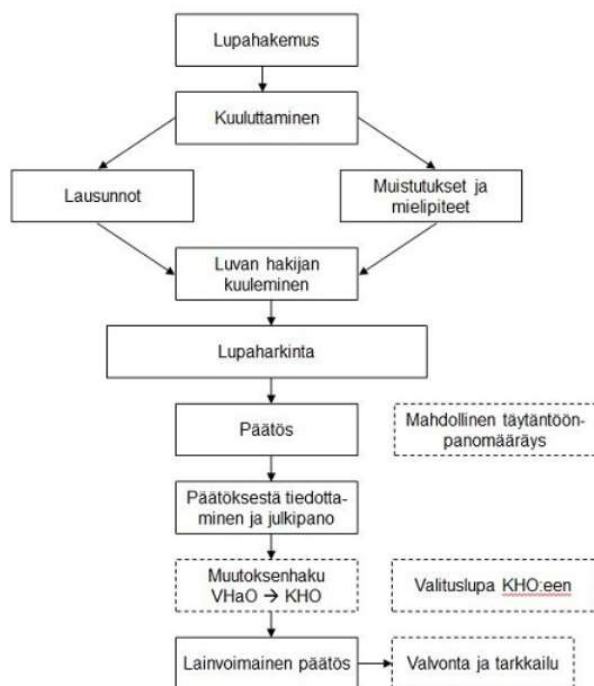 Lupahakemus
Kuuluttaminen
Lausunnot
Muistutukset ja
mielipiteet
Luvan hakijan
kuuleminen
Lupaharkinta
Päätös
Mahdollinen täytäntöön-
panomääräys
Päätöksestä tiedotta-
minen ja julkipano
Muutoksenhaku
VHaO → KHO
Valituslupa KHO:een
Lainvoimainen päätös
Valvonta ja tarkkailu